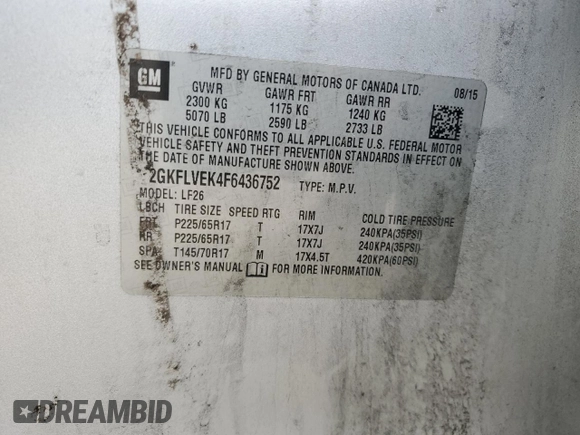 GM
MFD BY GENERAL MOTORS OF CANADA LTD.
08/15
GVWR GAWR FRT GAWR RR
2300 KG 1175 KG 1240 KG
5070 LB 2590 LB 2733 LB
THIS VEHICLE CONFORMS TO ALL APPLICABLE U.S. FEDERAL MOTOR
VEHICLE SAFETY AND THEFT PREVENTION STANDARDS IN EFFECT ON
THE DATE OF MANUFACTURE SHOWN ABOVE.
2GKFLVEK4F6436752 TYPE: M.P.V.
MODEL: LF26
LBCH TIRE SIZE SPEED RTG RIM COLD TIRE PRESSURE
FRT P225/65R17 T 17X7J 240KPA(35PSI)
RR P225/65R17 T 17X7J 240KPA(35PSI)
SPA T145/70R17 M 17X4.5T 420KPA(60PSI)
SEE OWNER'S MANUAL FOR MORE INFORMATION.
DREAMBID